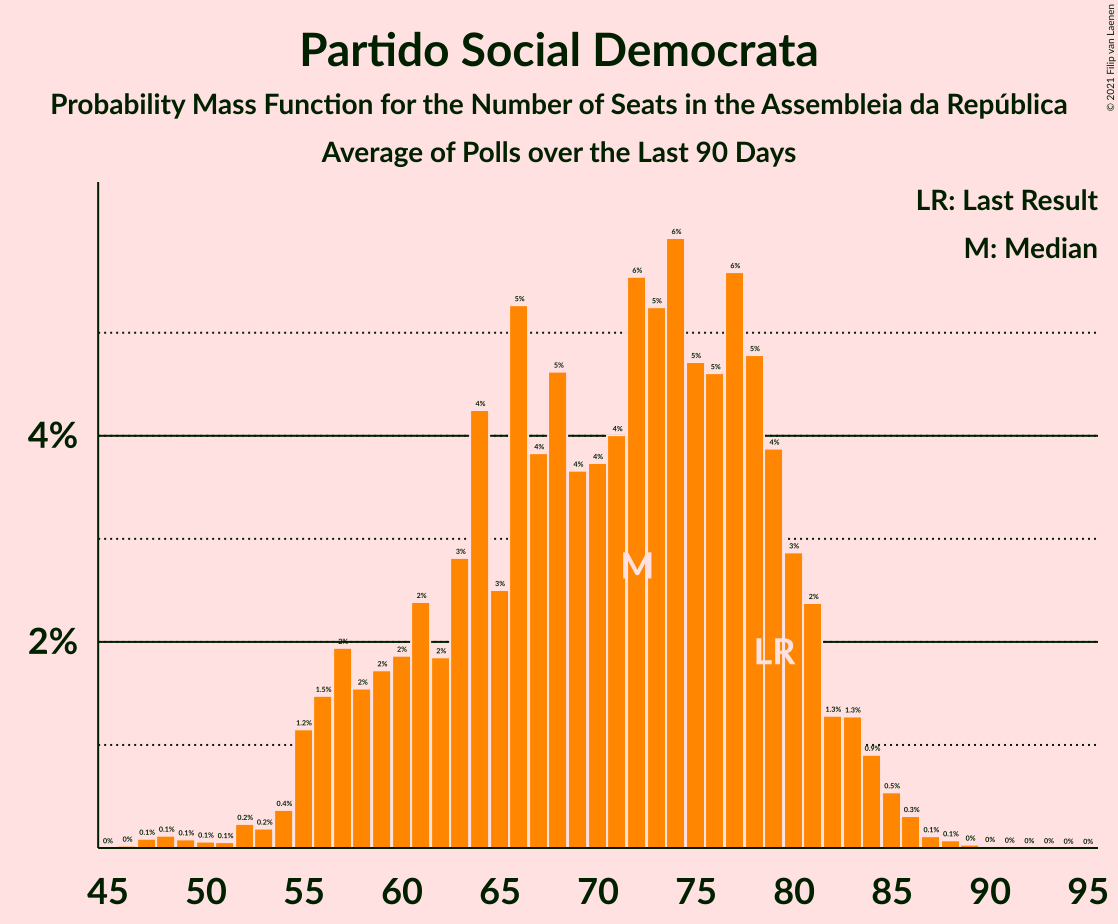 Partido Social Democrata
Probability Mass Function for the Number of Seats in the Assembleia da República
Average of Polls over the Last 90 Days
© 2021 Filip van Laenen
LR: Last Result
M: Median
4%
2%
0% 0% 0.1% 0.1% 0.1% 0.1% 0.1% 0.2% 0.2% 0.4% 1.2% 1.5% 2% 2% 2% 2% 2% 2% 3% 4% 3% 5% 4% 5% 4% 4% 4% 6% 5% 6% 5% 5% 6% 5% 4% 3% 2% 1.3% 1.3% 0.9% 0.5% 0.3% 0.1% 0.1% 0% 0% 0% 0% 0% 0% 0%
M
LR
45 50 55 60 65 70 75 80 85 90 95